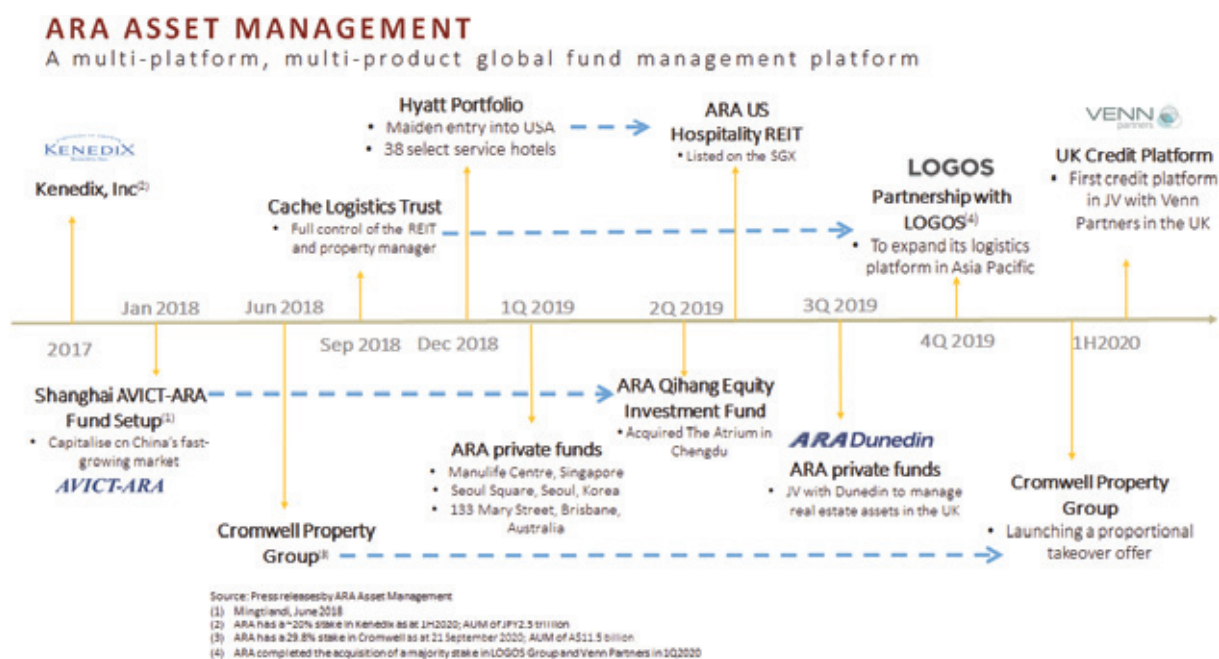 ARA ASSET MANAGEMENT
A multi-platform, multi-product global fund management platform
KENEDIX
Kenedix, Inc(2)
Cache Logistics Trust
• Full control of the REIT
and property manager
Hyatt Portfolio
• Maiden entry into USA
• 38 select service hotels
ARA US
Hospitality REIT
• Listed on the SGX
LOGOS
Partnership with
LOGOS(4)
• To expand its logistics
platform in Asia Pacific
VENN
partners
UK Credit Platform
• First credit platform
in JV with Venn
Partners in the UK
Jan 2018
Jun 2018
1Q 2019
2Q 2019
3Q 2019
2017
Sep 2018
Dec 2018
4Q 2019
1H2020
Shanghai AVICT-ARA
Fund Setup(1)
• Capitalise on China's fast-
growing market
AVICT-ARA
Cromwell Property
Group(3)
ARA private funds
• Manulife Centre, Singapore
• Seoul Square, Seoul, Korea
• 133 Mary Street, Brisbane,
Australia
ARA Qihang Equity
Investment Fund
• Acquired The Atrium in
Chengdu
ARA Dunedin
ARA private funds
• JV with Dunedin to manage
real estate assets in the UK
Cromwell Property
Group
• Launching a proportional
takeover offer
Source: Press releases by ARA Asset Management
(1) Mingtiandi, June 2018
(2) ARA has a ~20% stake in Kenedix as at 1H2020; AUM of JPY2.5 trillion
(3) ARA has a 29.8% stake in Cromwell as at 21 September 2020; AUM of A$11.5 billion
(4) ARA completed the acquisition of a majority stake in LOGOS Group and Venn Partners in 1Q2020